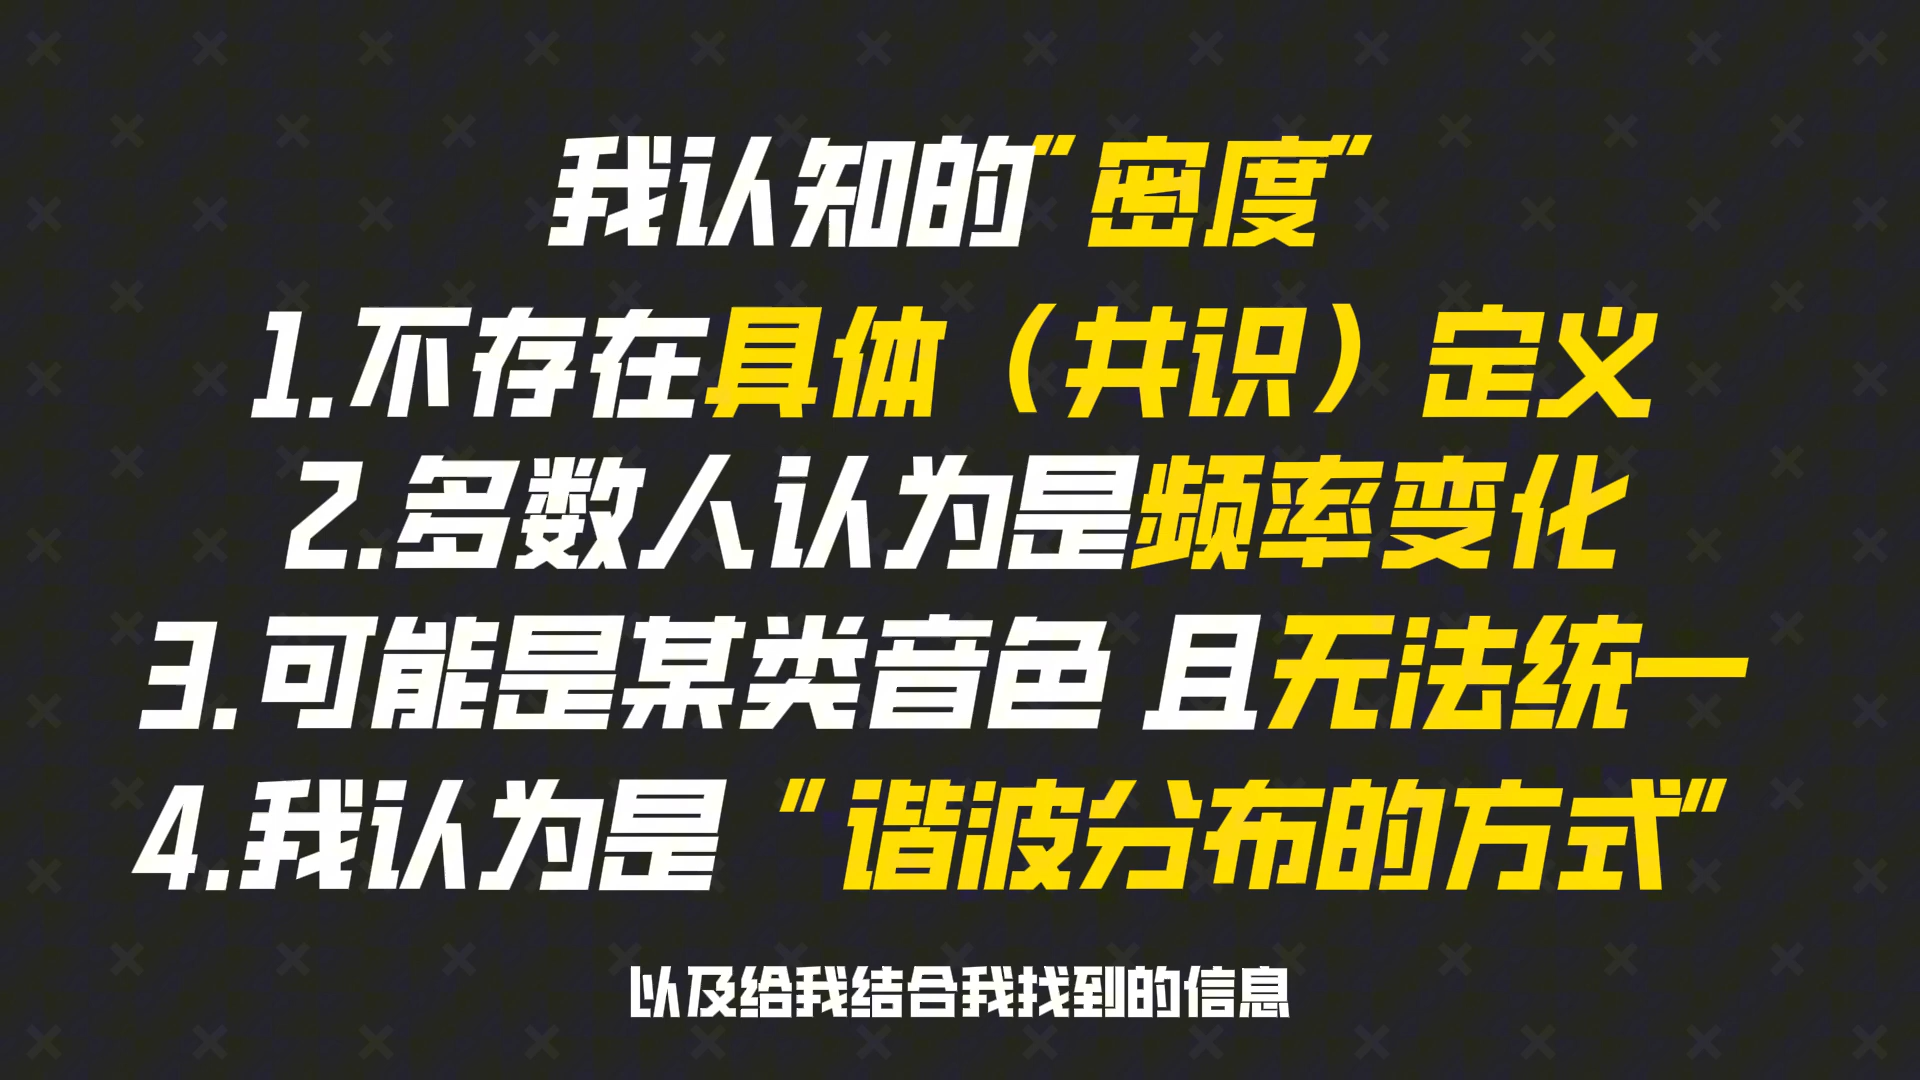 我认知的"密度"
1.不存在具体（共识）定义
2.多数人认为是频率变化
3.可能是某类音色 且无法统一
4.我认为是 "谐波分布的方式"
以及给我结合我找到的信息